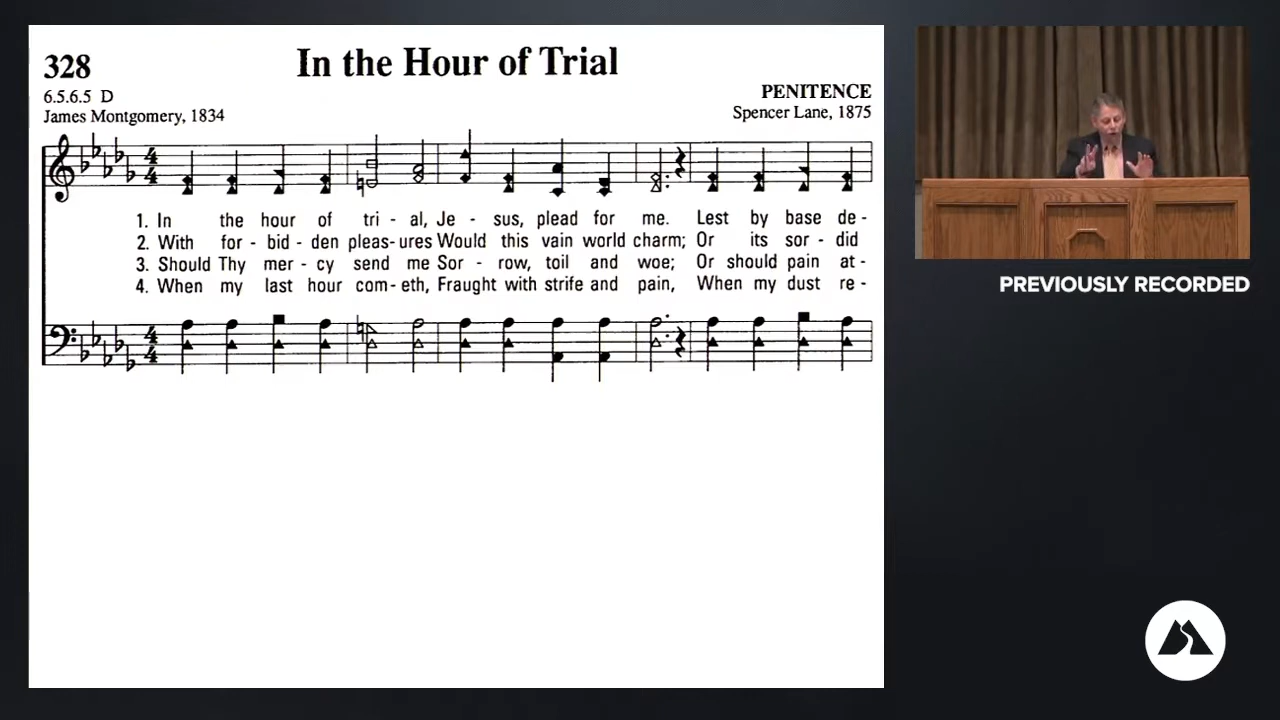 328
In the Hour of Trial
6.5.6.5 D
PENITENCE
James Montgomery, 1834
Spencer Lane, 1875
4
4
1. In the hour of tri - al, Je - sus, plead for me. Lest by base de -
2. With for - bid - den pleas- ures Would this vain world charm; Or its sor - did
3. Should Thy mer - cy send me Sor - row, toil and woe; Or should pain at -
4. When my last hour com - eth, Fraught with strife and pain, When my dust re -
4
4
PREVIOUSLY RECORDED